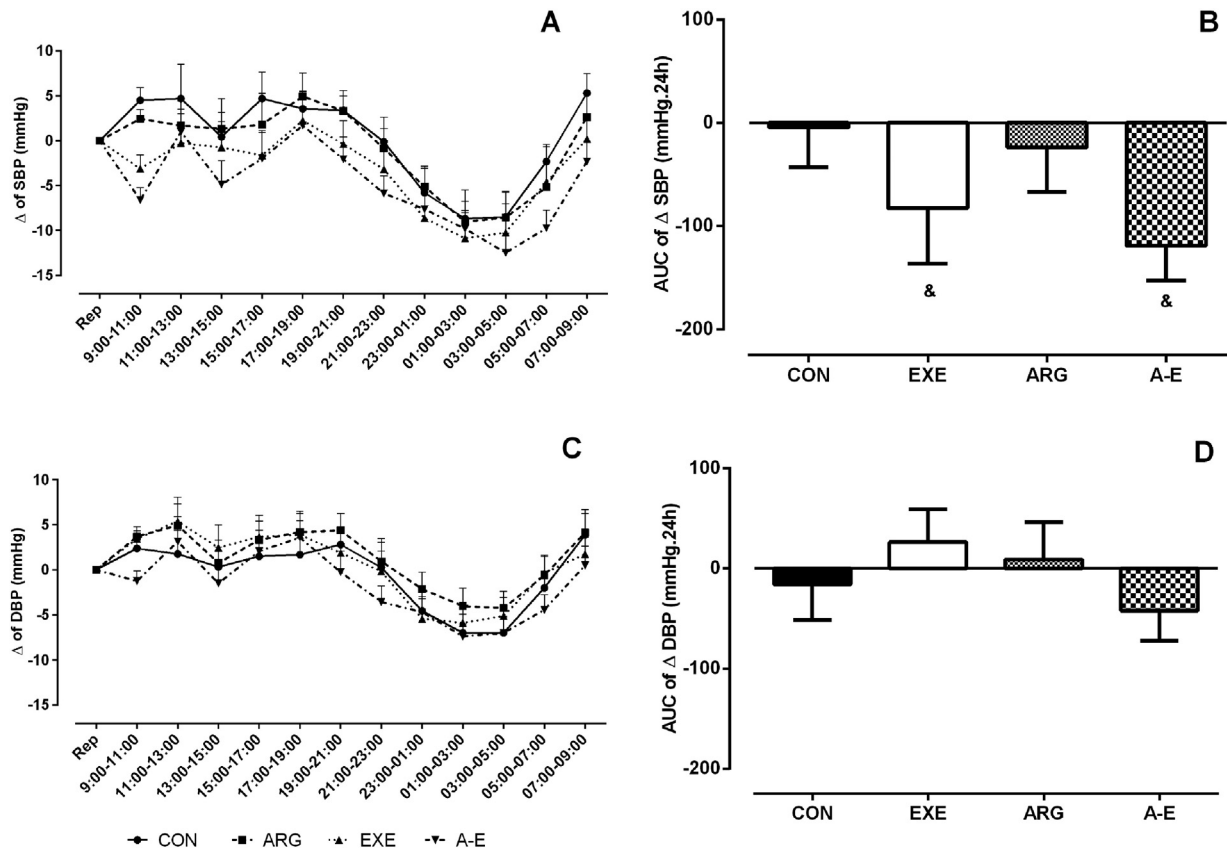 A
Δ of SBP (mmHg)
10
5
0
-5
-10
-15
Rep
9:00-11:00
11:00-13:00
13:00-15:00
15:00-17:00
17:00-19:00
19:00-21:00
21:00-23:00
23:00-01:00
01:00-03:00
03:00-05:00
05:00-07:00
07:00-09:00
B
AUC of Δ SBP (mmHg.24h)
100
0
-100
-200
&
&
CON
EXE
ARG
A-E
C
Δ of DBP (mmHg)
10
5
0
-5
-10
-15
Rep
9:00-11:00
11:00-13:00
13:00-15:00
15:00-17:00
17:00-19:00
19:00-21:00
21:00-23:00
23:00-01:00
01:00-03:00
03:00-05:00
05:00-07:00
07:00-09:00
CON ARG EXE A-E
D
AUC of Δ DBP (mmHg.24h)
100
0
-100
-200
CON
EXE
ARG
A-E